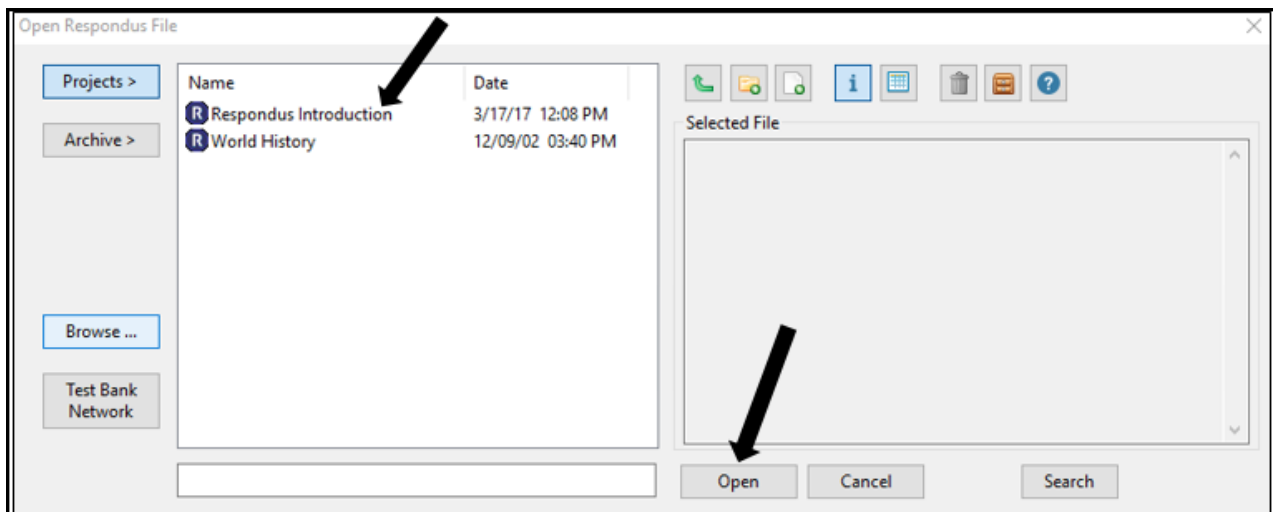 Open Respondus File
Projects >
Archive >
Browse ...
Test Bank
Network
Name Date
R Respondus Introduction 3/17/17 12:08 PM
R World History 12/09/02 03:40 PM
i ?
Selected File
Open Cancel Search